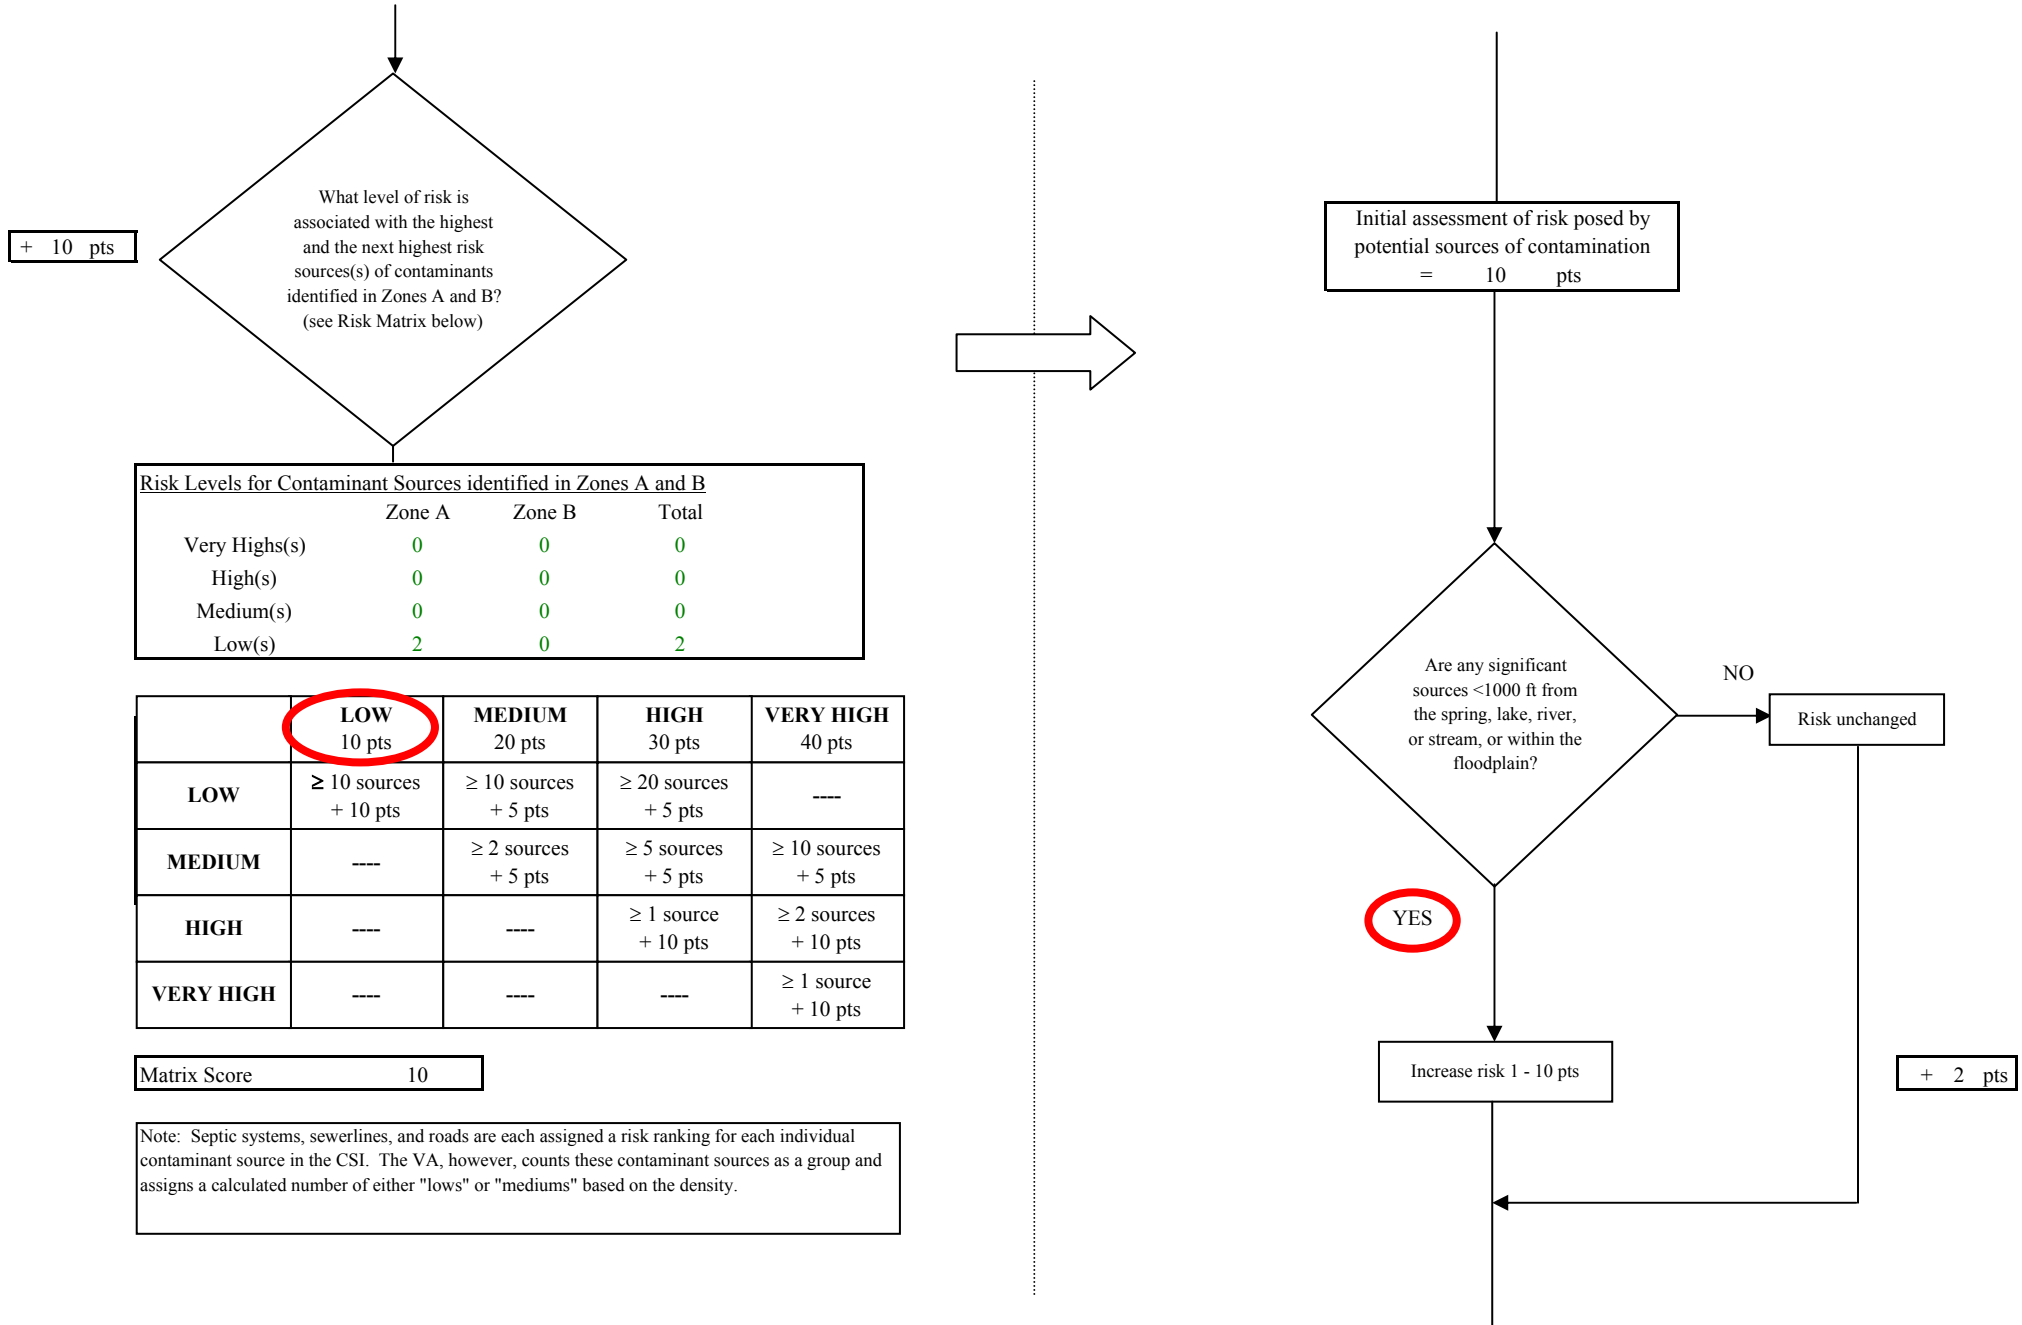 + 10 pts
What level of risk is
associated with the highest
and the next highest risk
sources(s) of contaminants
identified in Zones A and B?
(see Risk Matrix below)
Risk Levels for Contaminant Sources identified in Zones A and B
Zone A Zone B Total
Very Highs(s) 0 0 0
High(s) 0 0 0
Medium(s) 0 0 0
Low(s) 2 0 2
LOW MEDIUM HIGH VERY HIGH
10 pts 20 pts 30 pts 40 pts
LOW ≥ 10 sources ≥ 10 sources ≥ 20 sources ----
+ 10 pts + 5 pts + 5 pts
MEDIUM ---- ≥ 2 sources ≥ 5 sources ≥ 10 sources
+ 5 pts + 5 pts + 5 pts
HIGH ---- ---- ≥ 1 source ≥ 2 sources
+ 10 pts + 10 pts
VERY HIGH ---- ---- ---- ≥ 1 source
+ 10 pts
Matrix Score 10
Note: Septic systems, sewerlines, and roads are each assigned a risk ranking for each individual
contaminant source in the CSI. The VA, however, counts these contaminant sources as a group and
assigns a calculated number of either "lows" or "mediums" based on the density.
Initial assessment of risk posed by
potential sources of contamination
= 10 pts
Are any significant
sources <1000 ft from
the spring, lake, river,
or stream, or within the
floodplain?
NO
Risk unchanged
YES
Increase risk 1 - 10 pts
+ 2 pts